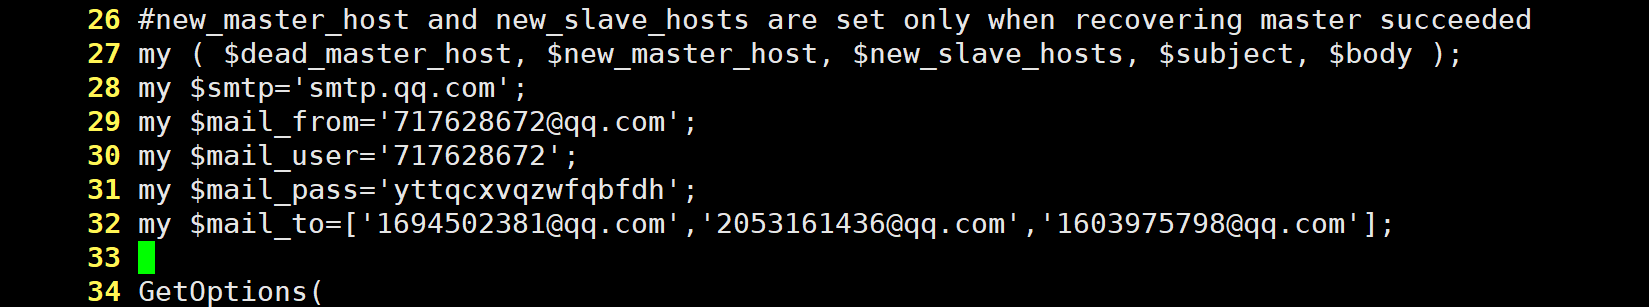 26 #new_master_host and new_slave_hosts are set only when recovering master succeeded
27 my ( $dead_master_host, $new_master_host, $new_slave_hosts, $subject, $body );
28 my $smtp='smtp.qq.com';
29 my $mail_from='717628672@qq.com';
30 my $mail_user='717628672';
31 my $mail_pass='yttqcxvqzwfqbfdh';
32 my $mail_to=['1694502381@qq.com','2053161436@qq.com','1603975798@qq.com'];
33
34 GetOptions(